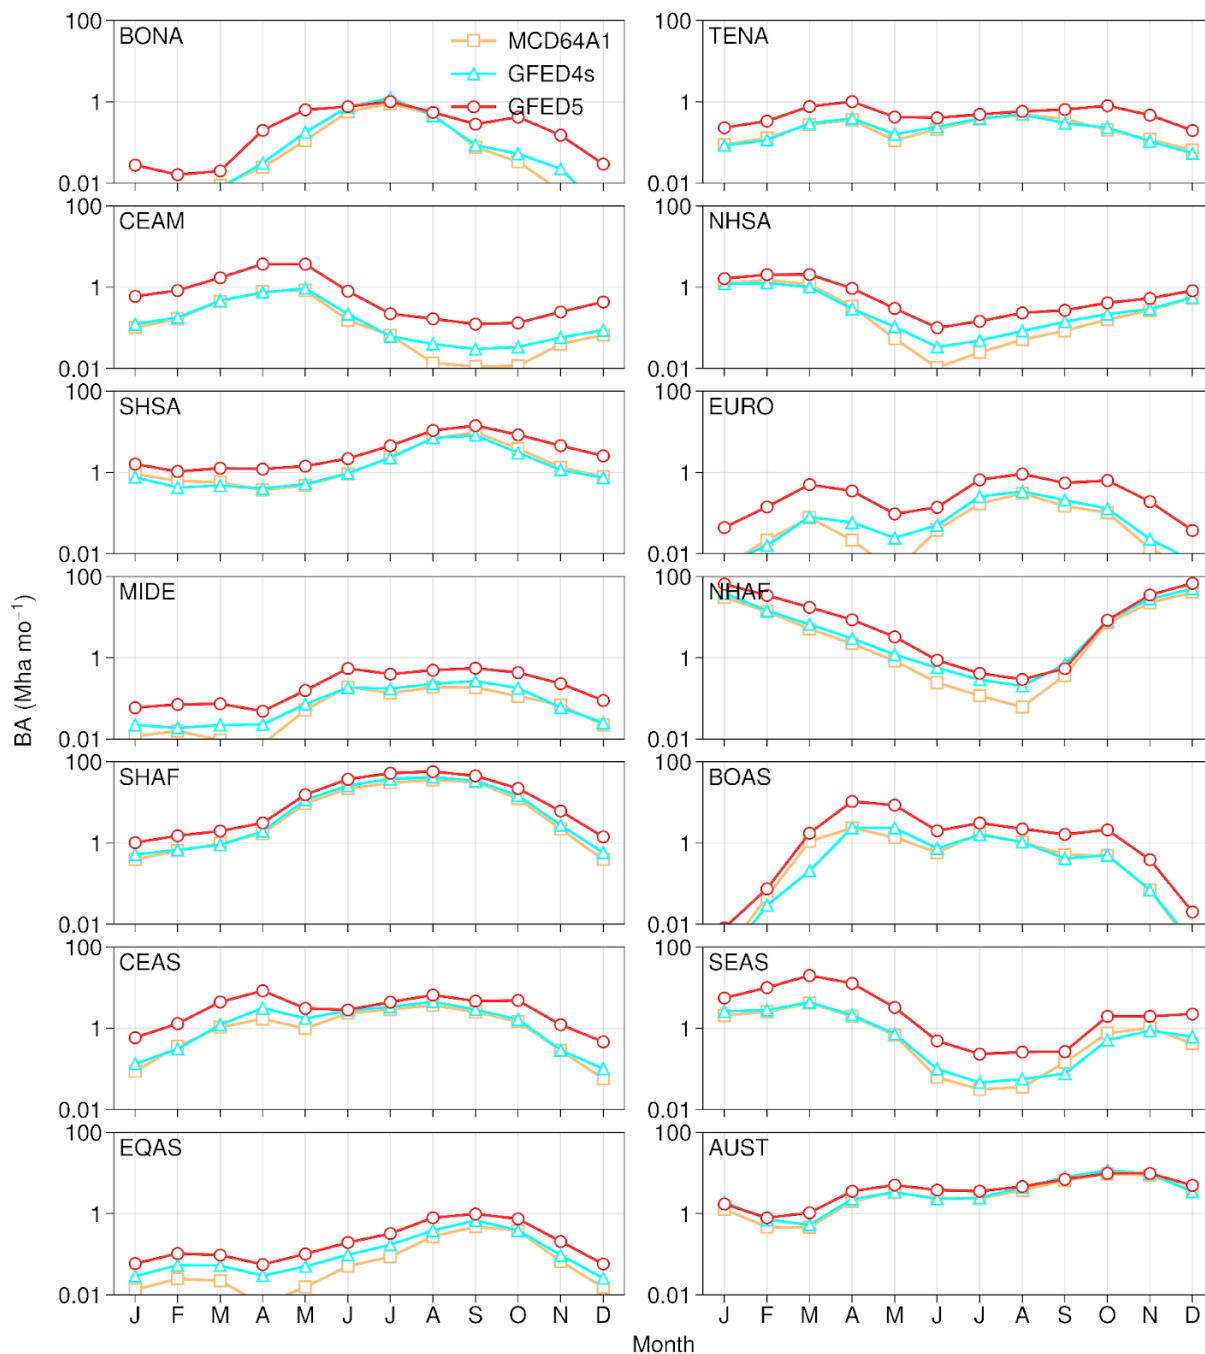 100
1
0.01
BONA
MCD64A1
GFED4s
GFED5
100
1
0.01
TENA
100
1
0.01
CEAM
100
1
0.01
NHSA
100
1
0.01
SHSA
100
1
0.01
EURO
100
1
0.01
MIDE
100
1
0.01
NHAF
100
1
0.01
SHAF
100
1
0.01
BOAS
100
1
0.01
CEAS
100
1
0.01
SEAS
100
1
0.01
EQAS
J F M A M J J A S O N D
100
1
0.01
AUST
J F M A M J J A S O N D
BA (Mha mo⁻¹)
Month